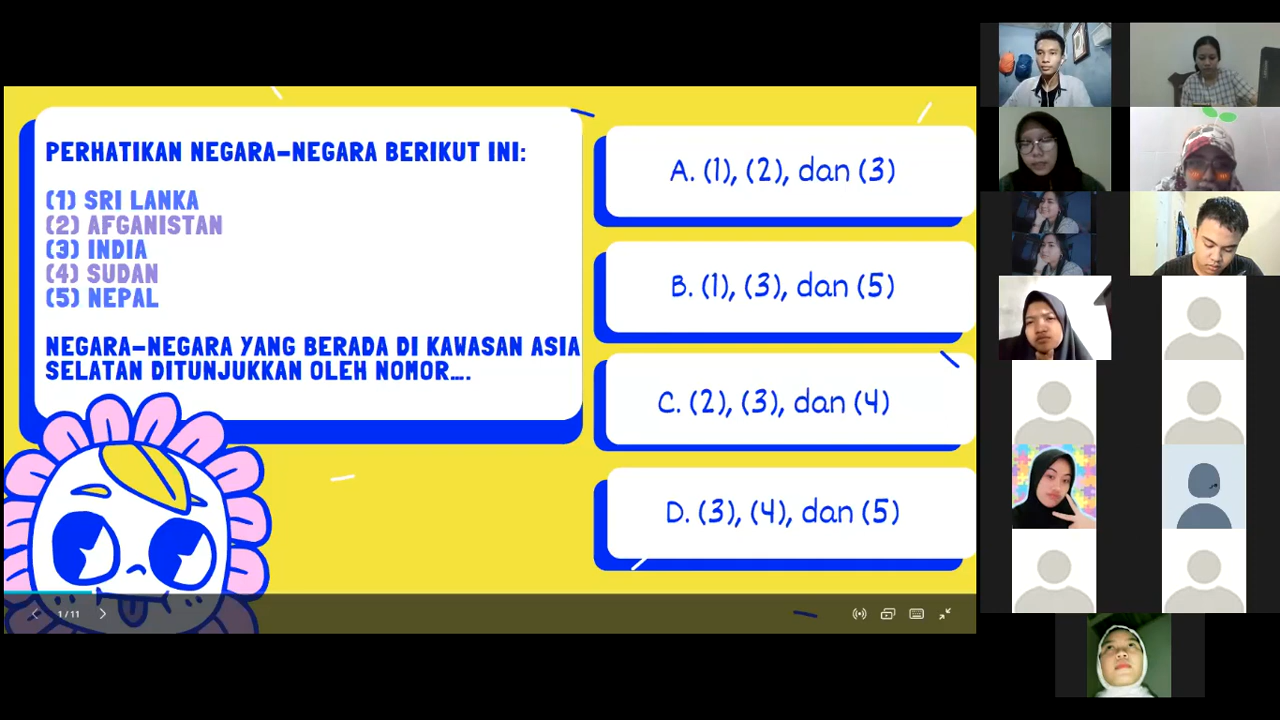 PERHATIKAN NEGARA-NEGARA BERIKUT INI:
(1) SRI LANKA
(2) AFGANISTAN
(3) INDIA
(4) SUDAN
(5) NEPAL
NEGARA-NEGARA YANG BERADA DI KAWASAN ASIA
SELATAN DITUNJUKKAN OLEH NOMOR....
A. (1), (2), dan (3)
B. (1), (3), dan (5)
C. (2), (3), dan (4)
D. (3), (4), dan (5)
1/11